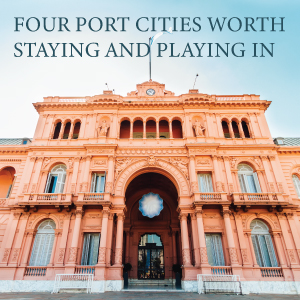 FOUR PORT CITIES WORTH
STAYING AND PLAYING IN